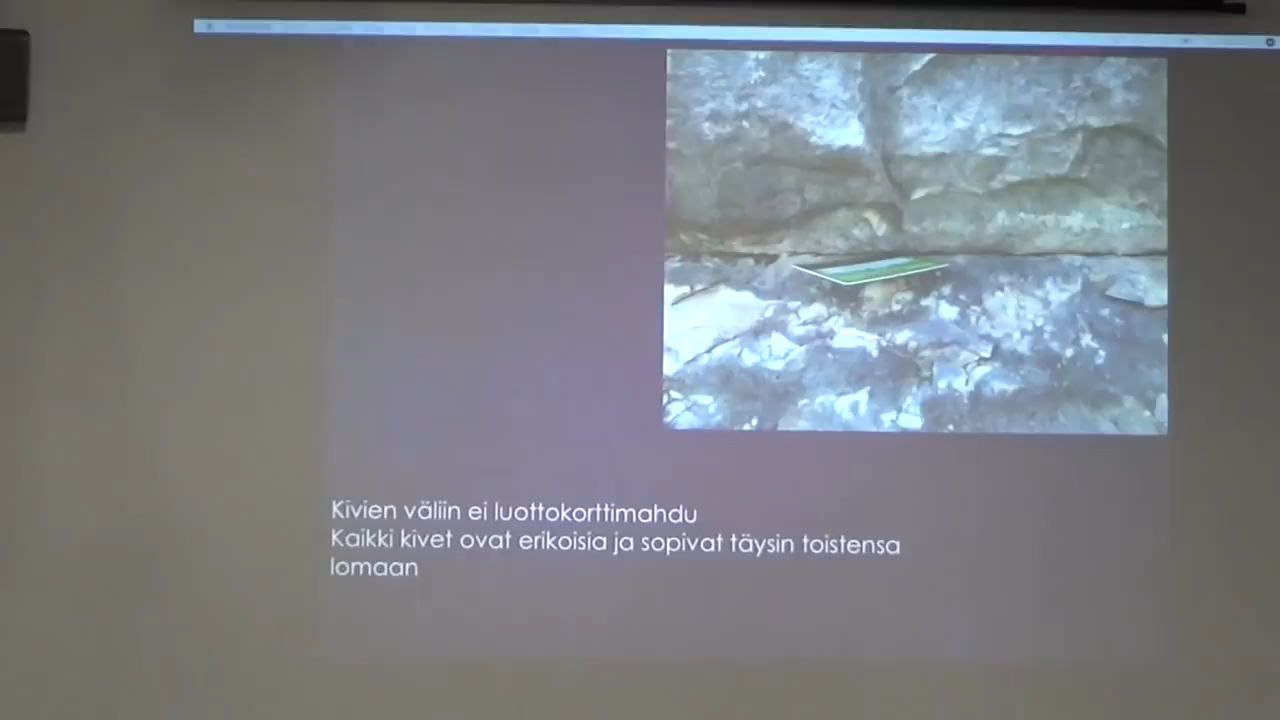 Kivien väliin ei luottokorttimahdu
Kaikki kivet ovat erikoisia ja sopivat täysin toistensa
lomaan